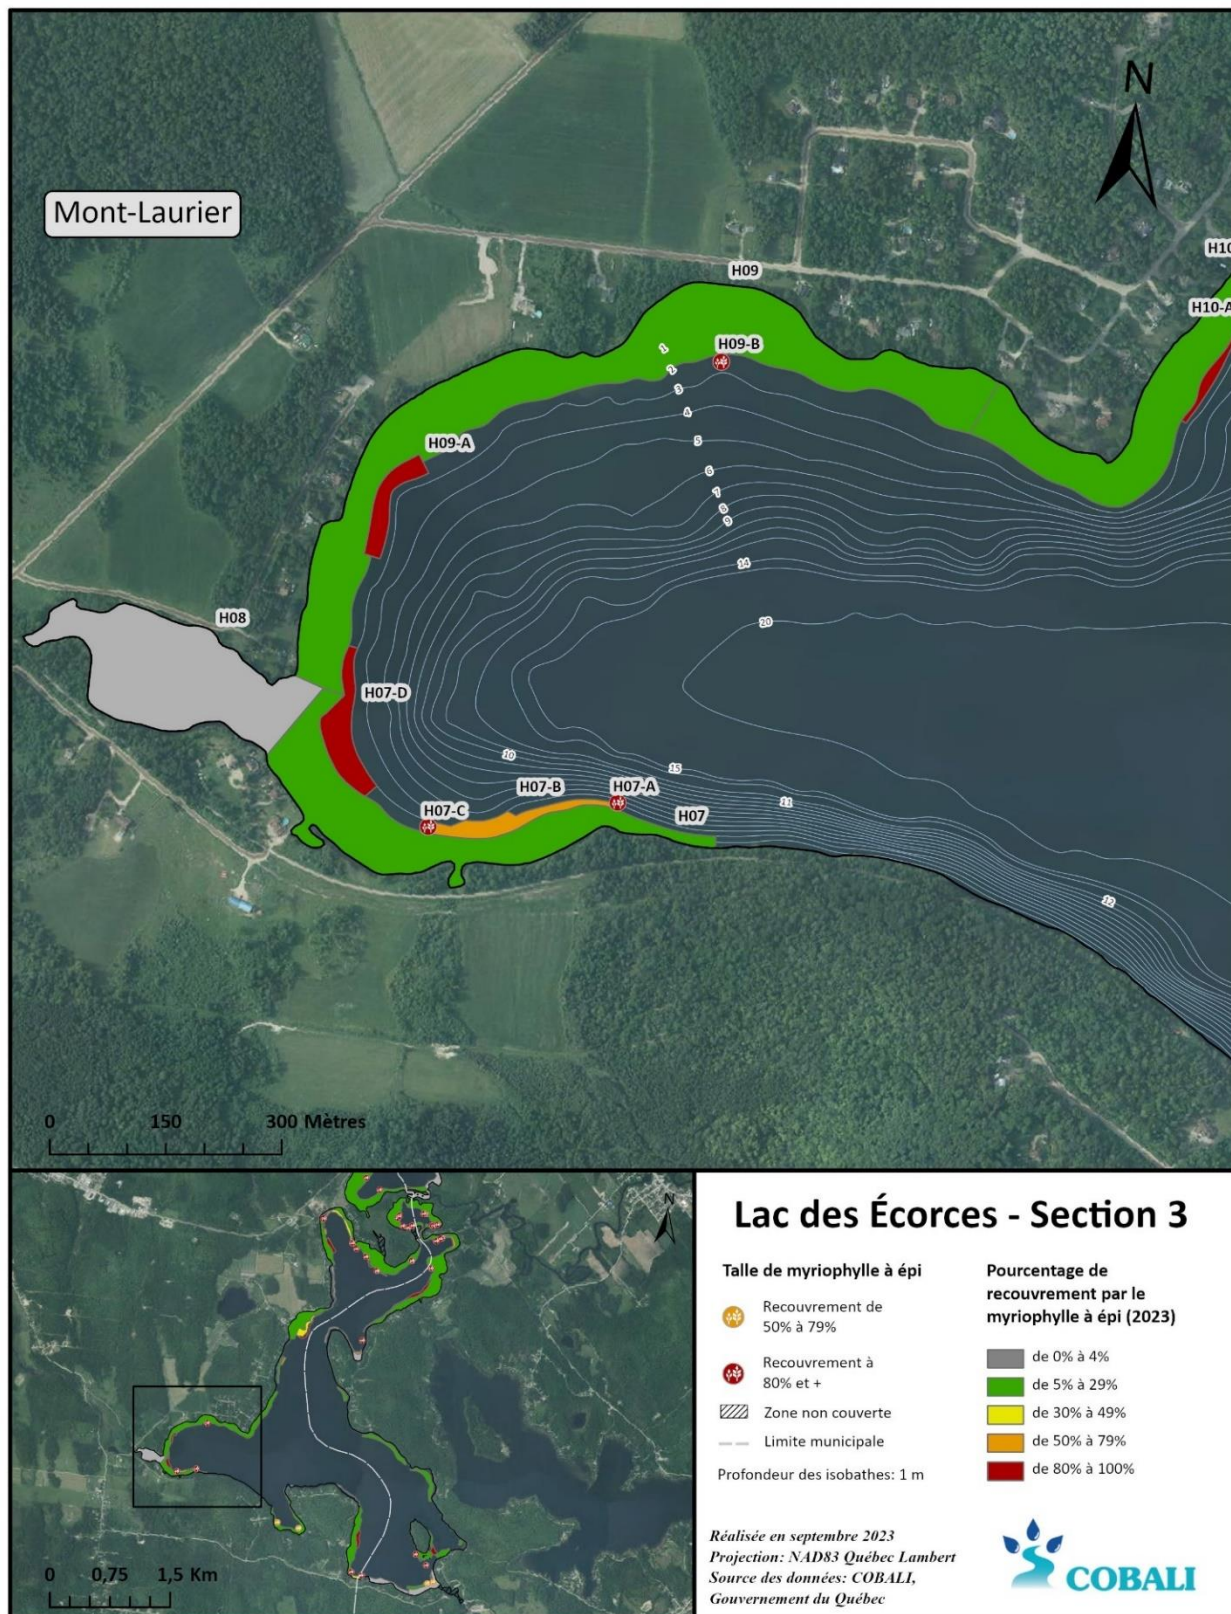 N
Mont-Laurier
H10
H09
H10-A
H09-B
1
2
3
4
H09-A
5
6
7
8
9
14
H08
20
H07-D
10
15
H07-B
H07-A
11
H07-C
H07
12
0 150 300 Mètres
N
0 0,75 1,5 Km
Lac des Écorces - Section 3
Talle de myriophylle à épi
Recouvrement de
50% à 79%
Recouvrement à
80% et +
Zone non couverte
Limite municipale
Profondeur des isobathes: 1 m
Pourcentage de
recouvrement par le
myriophylle à épi (2023)
de 0% à 4%
de 5% à 29%
de 30% à 49%
de 50% à 79%
de 80% à 100%
Réalisée en septembre 2023
Projection: NAD83 Québec Lambert
Source des données: COBALI,
Gouvernement du Québec
COBALI